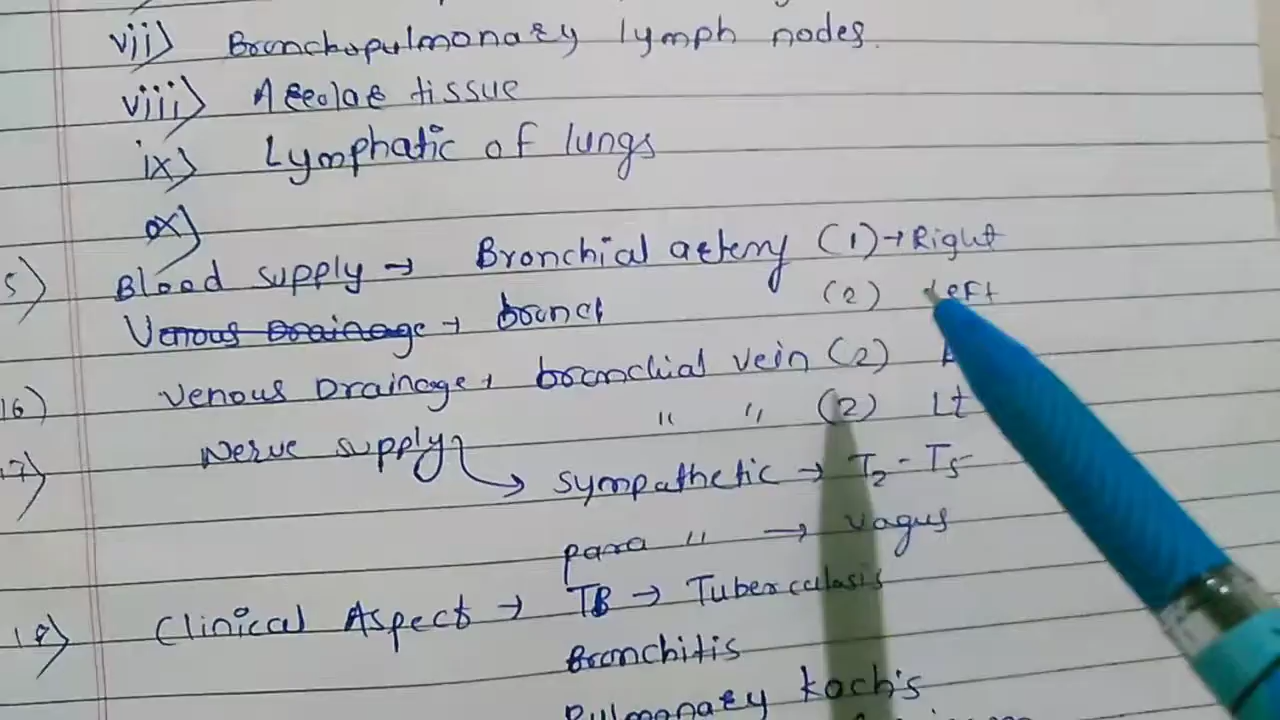 vii) Bronchopulmonary lymph nodes.
viii) Areolar tissue
ix) Lymphatic of lungs
x)
5) Blood supply → Bronchial artery (1) → Right
(2) Left
Venous Drainage →
16) Venous Drainage → bronchial vein (2)
" " (2) Lt
7) Nerve supply → sympathetic → T2 - T5
para " → vagus
18) Clinical Aspect → TB → Tuberculosis
Bronchitis
Pulmonary koch's